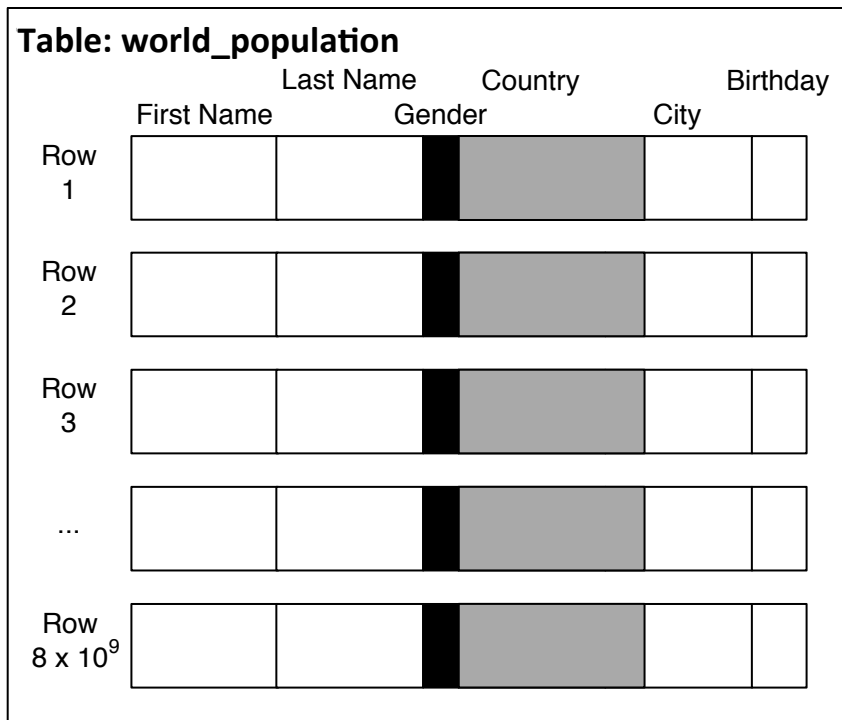 Table: world_population
Last Name Country Birthday
First Name Gender City
Row
1
Row
2
Row
3
...
Row
8 x 10⁹